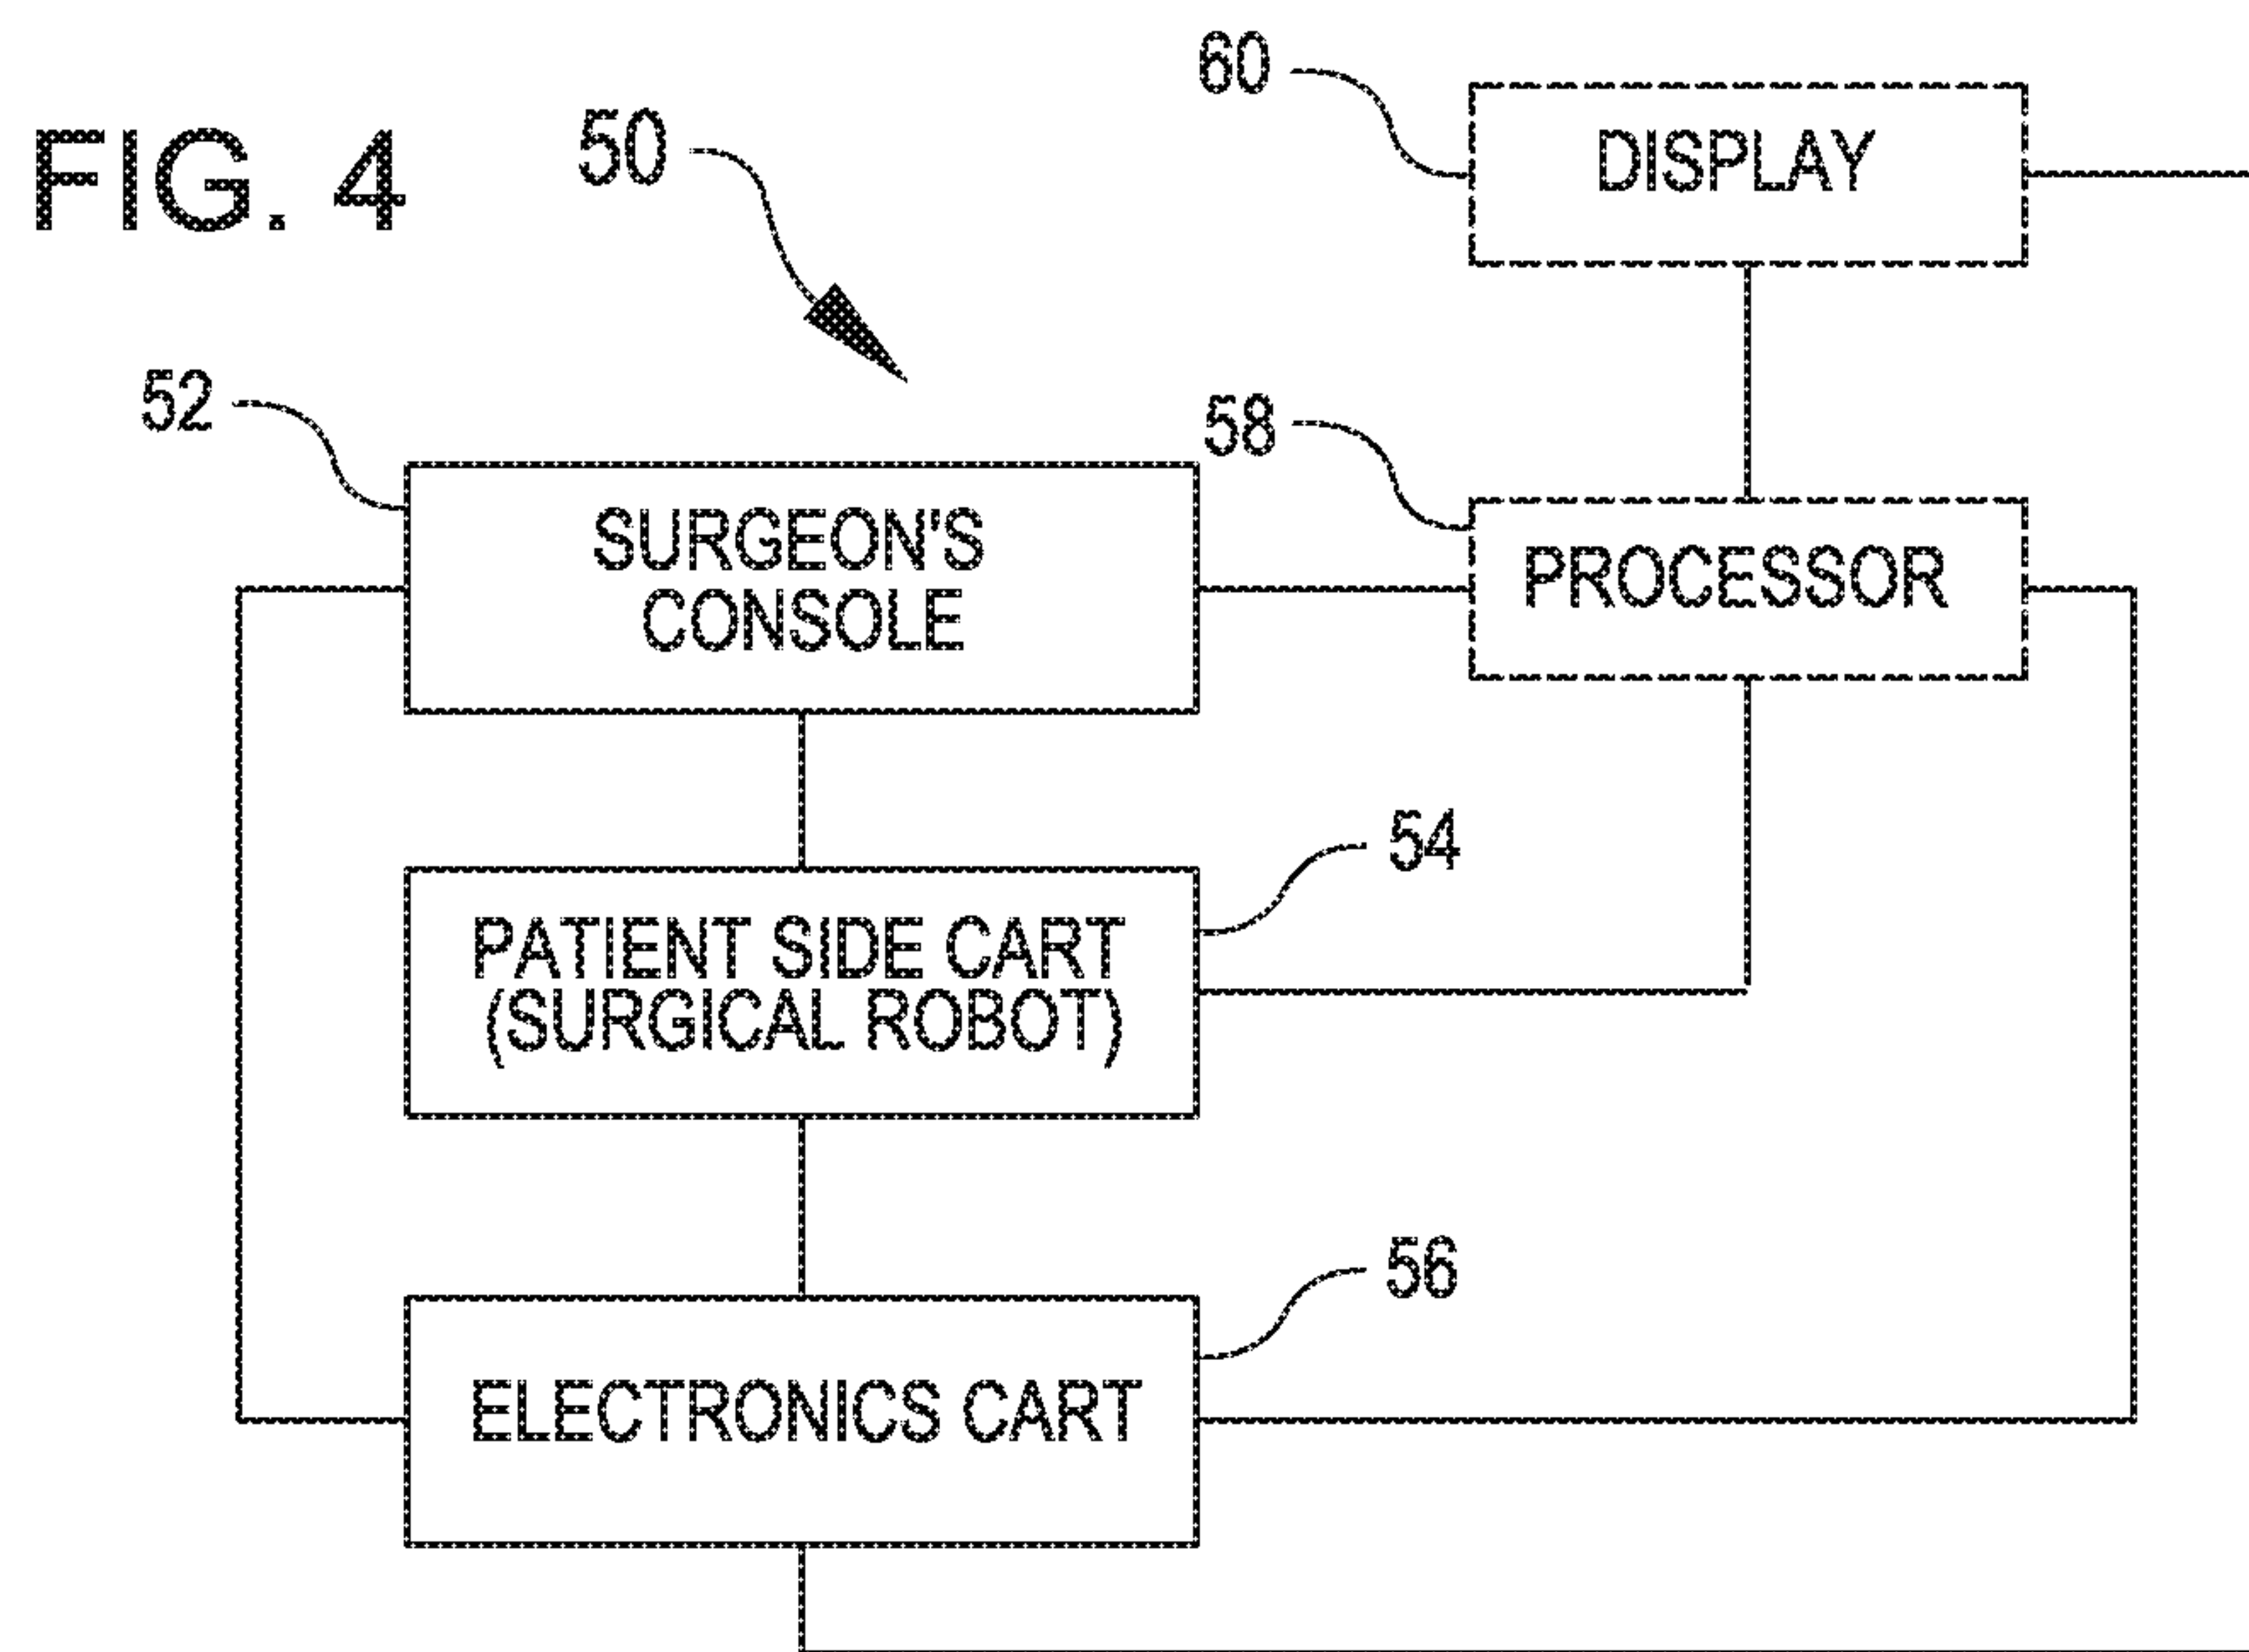 FIG. 4
50
60
DISPLAY
52
SURGEON'S
CONSOLE
58
PROCESSOR
54
PATIENT SIDE CART
(SURGICAL ROBOT)
56
ELECTRONICS CART